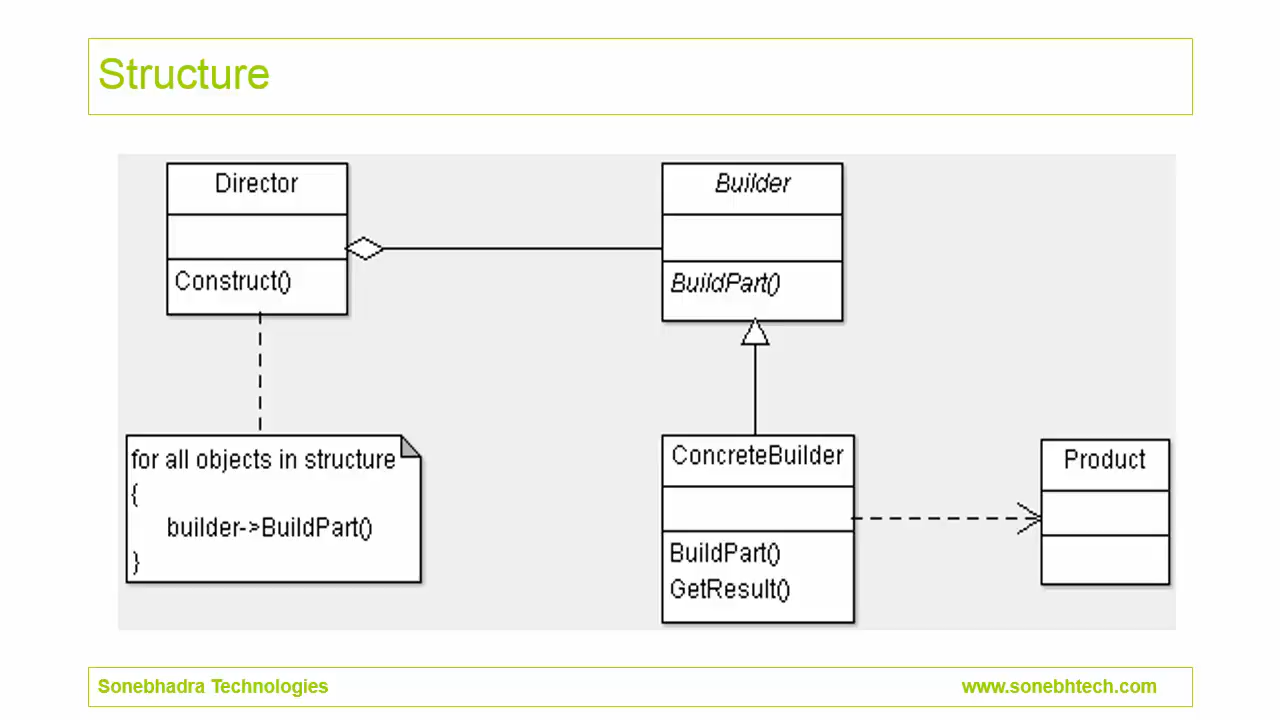 Structure
Director
Construct()
Builder
BuildPart()
for all objects in structure
{
builder->BuildPart()
}
ConcreteBuilder
BuildPart()
GetResult()
Product
Sonebhadra Technologies
www.sonebhtech.com